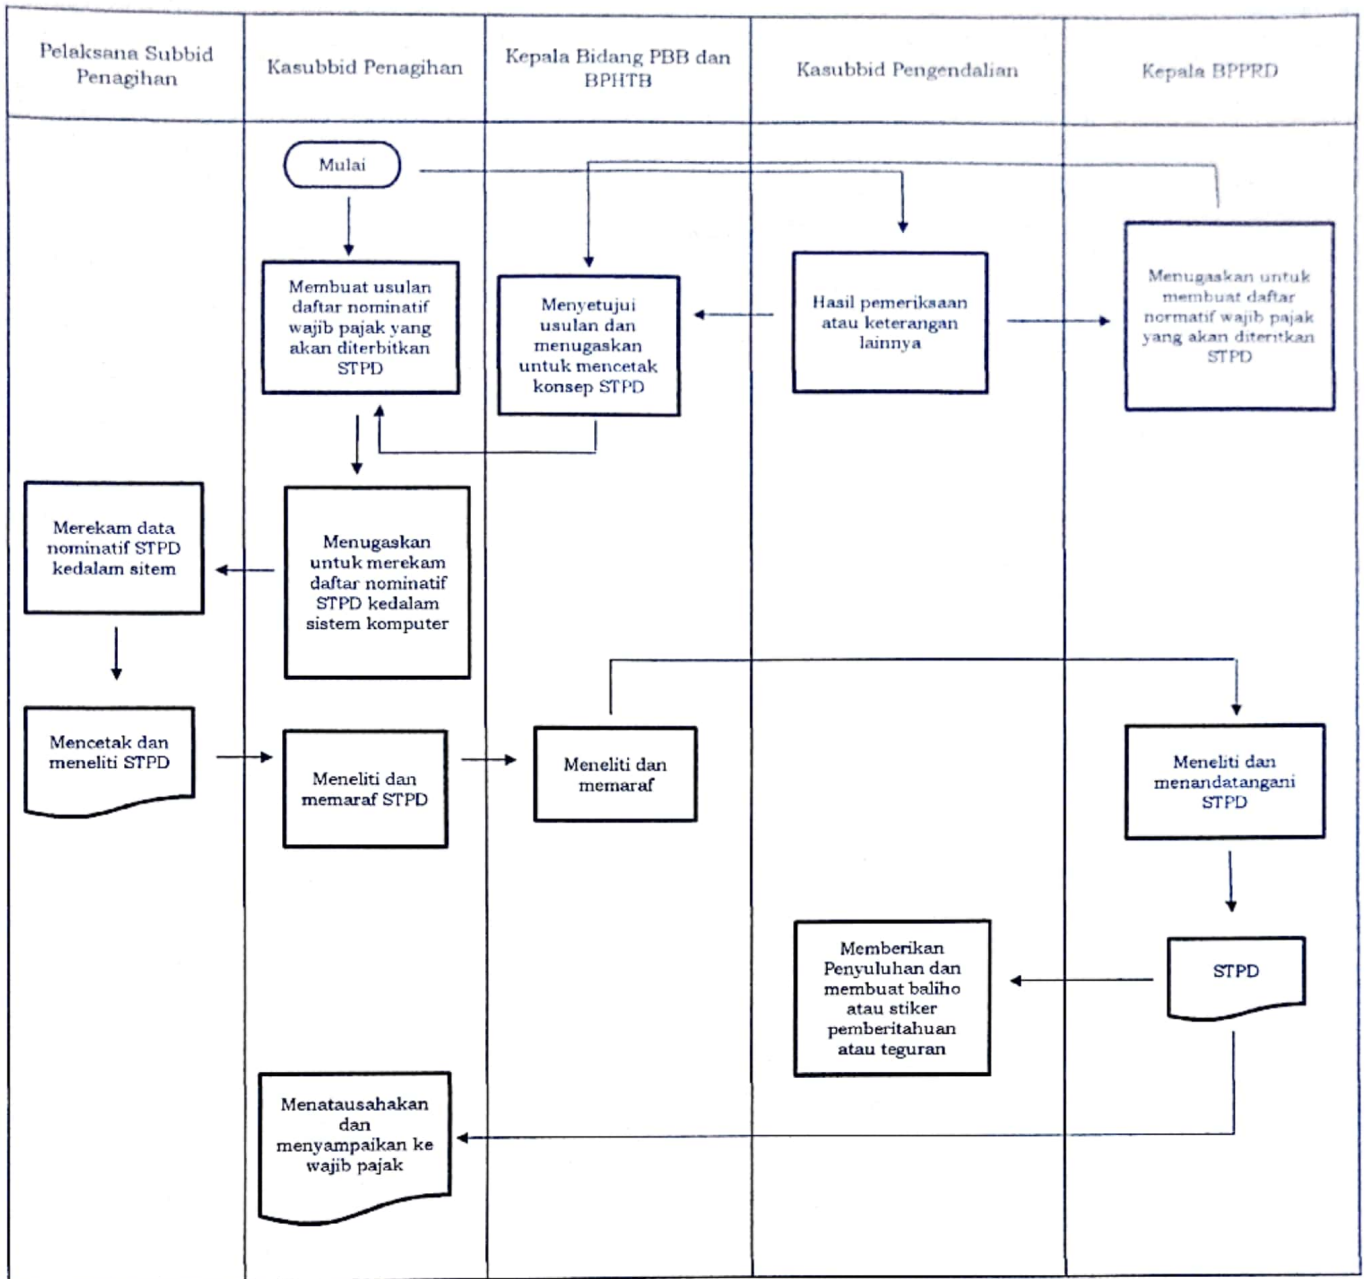 Pelaksana Subbid
Penagihan
Kasubbid Penagihan
Kepala Bidang PBB dan
BPHTB
Kasubbid Pengendalian
Kepala BPPRD
Mulai
Membuat usulan
daftar nominatif
wajib pajak yang
akan diterbitkan
STPD
Menyetujui
usulan dan
menugaskan
untuk mencetak
konsep STPD
Hasil pemeriksaan
atau keterangan
lainnya
Menugaskan untuk
membuat daftar
normatif wajib pajak
yang akan diteritkan
STPD
Merekam data
nominatif STPD
kedalam sitem
Menugaskan
untuk merekam
daftar nominatif
STPD kedalam
sistem komputer
Mencetak dan
meneliti STPD
Meneliti dan
memaraf STPD
Meneliti dan
memaraf
Meneliti dan
menandatangani
STPD
Memberikan
Penyuluhan dan
membuat baliho
atau stiker
pemberitahuan
atau teguran
STPD
Menatausahakan
dan
menyampaikan ke
wajib pajak